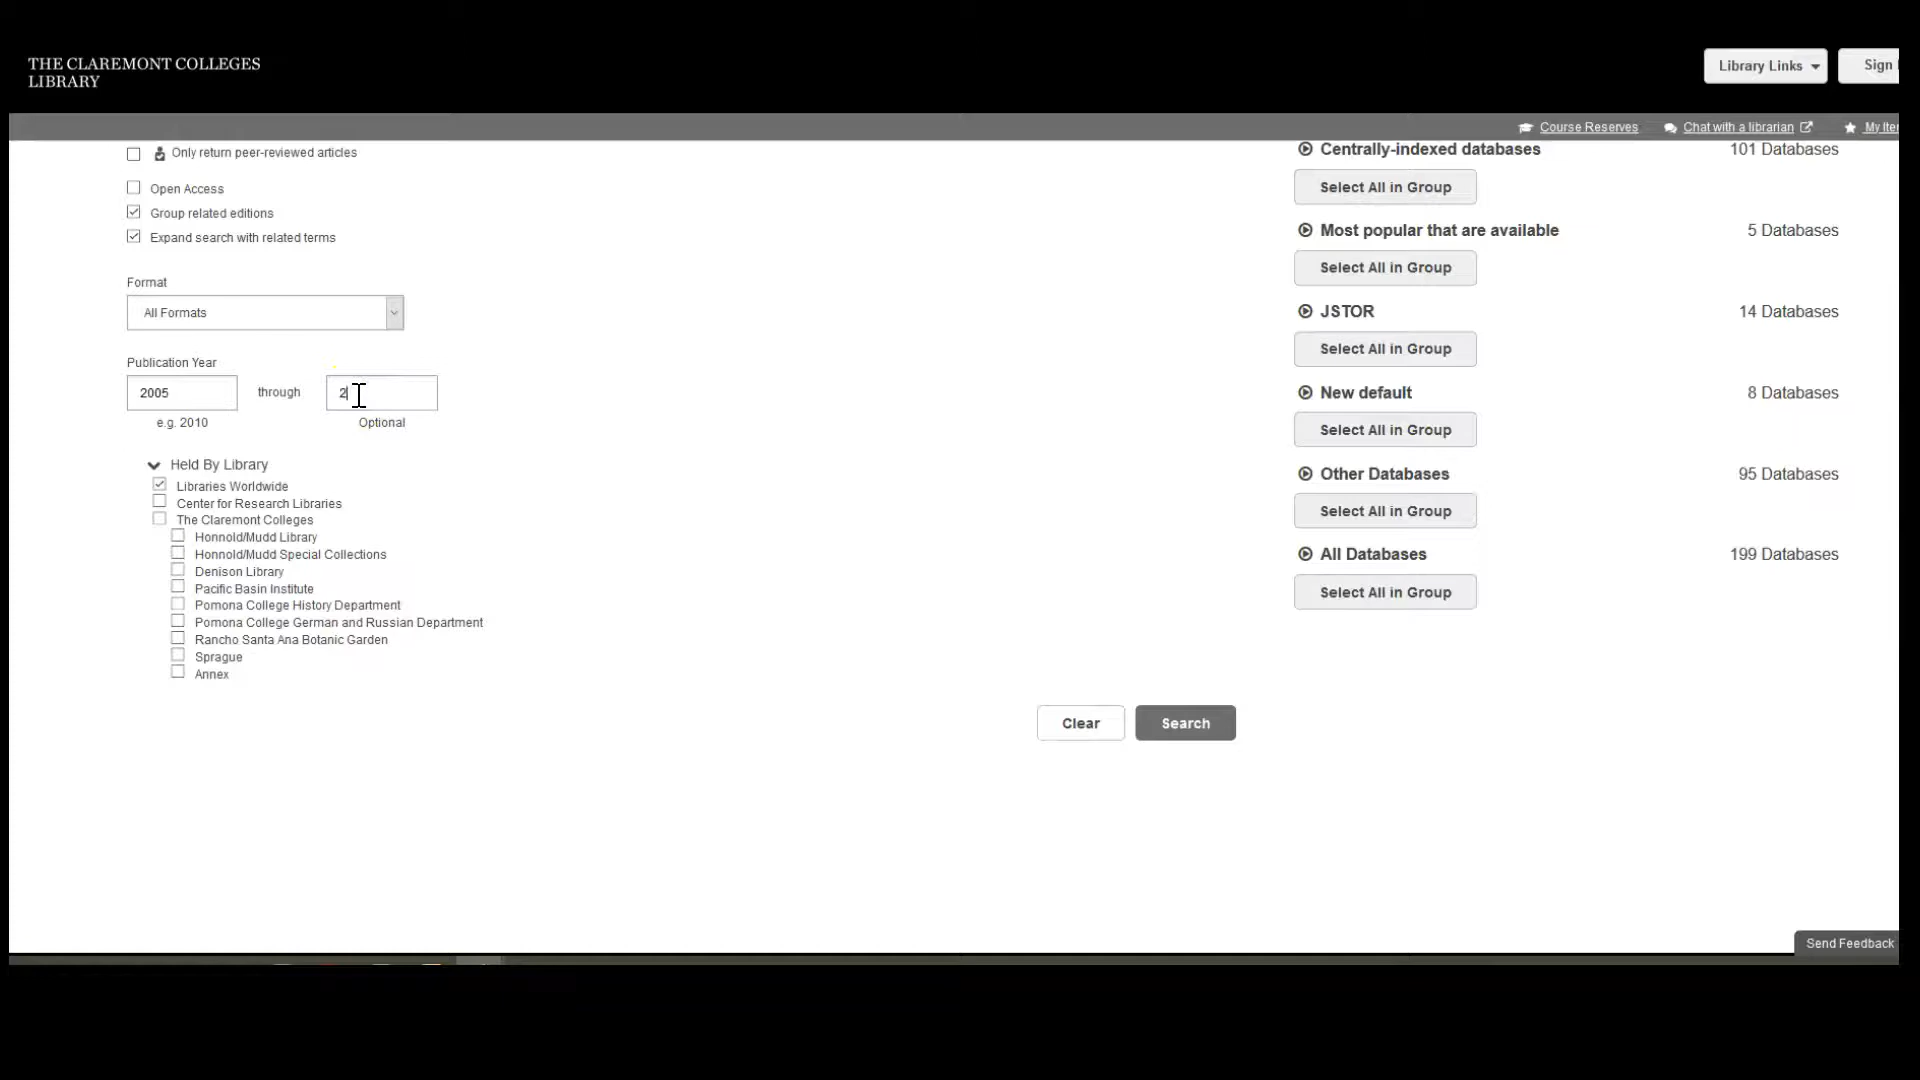 THE CLAREMONT COLLEGES
LIBRARY
Library Links
Sign
Course Reserves
Chat with a librarian
My Iter
Only return peer-reviewed articles
Open Access
Group related editions
Expand search with related terms
Format
All Formats
Publication Year
2005
through
2
e.g. 2010
Optional
Held By Library
Libraries Worldwide
Center for Research Libraries
The Claremont Colleges
Honnold/Mudd Library
Honnold/Mudd Special Collections
Denison Library
Pacific Basin Institute
Pomona College History Department
Pomona College German and Russian Department
Rancho Santa Ana Botanic Garden
Sprague
Annex
Clear
Search
Centrally-indexed databases
101 Databases
Select All in Group
Most popular that are available
5 Databases
Select All in Group
JSTOR
14 Databases
Select All in Group
New default
8 Databases
Select All in Group
Other Databases
95 Databases
Select All in Group
All Databases
199 Databases
Select All in Group
Send Feedback